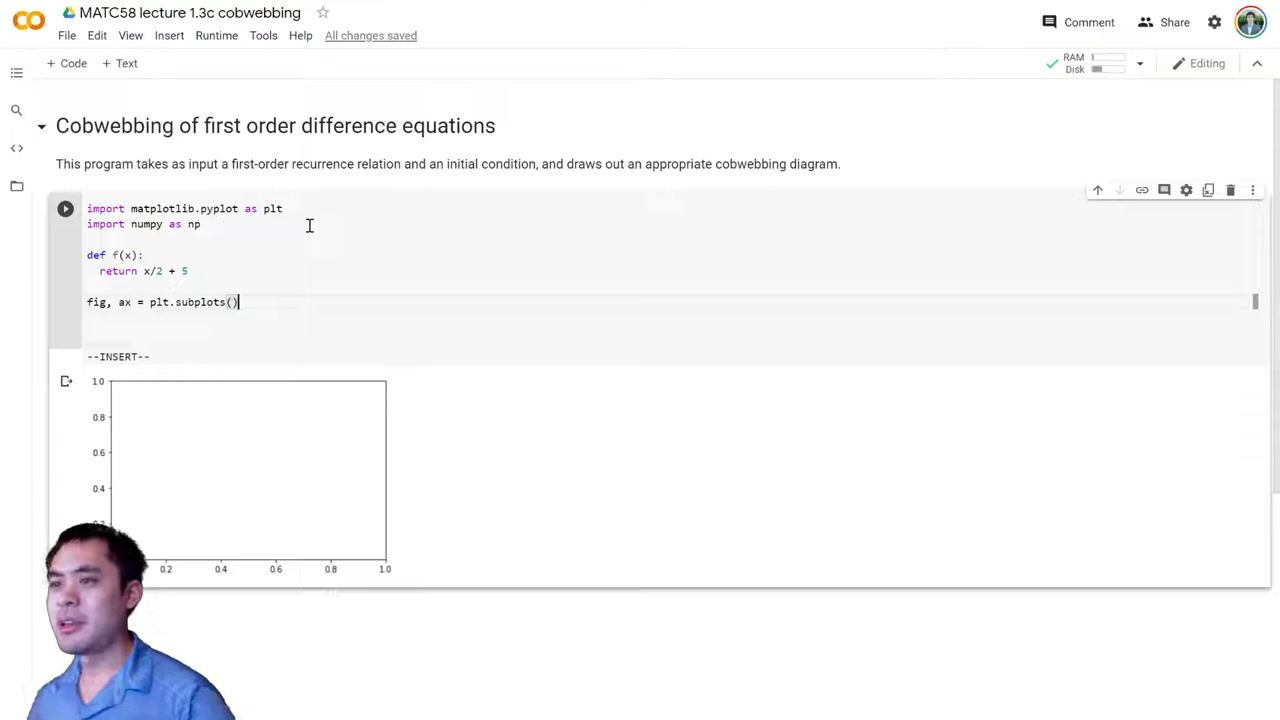 MATC58 lecture 1.3c cobwebbing
File Edit View Insert Runtime Tools Help All changes saved
Comment Share
+ Code + Text
RAM
Disk
Editing
Cobwebbing of first order difference equations
This program takes as input a first-order recurrence relation and an initial condition, and draws out an appropriate cobwebbing diagram.
import matplotlib.pyplot as plt
import numpy as np
def f(x):
return x/2 + 5
fig, ax = plt.subplots()
--INSERT--
1.0
0.8
0.6
0.4
0.2 0.4 0.6 0.8 1.0